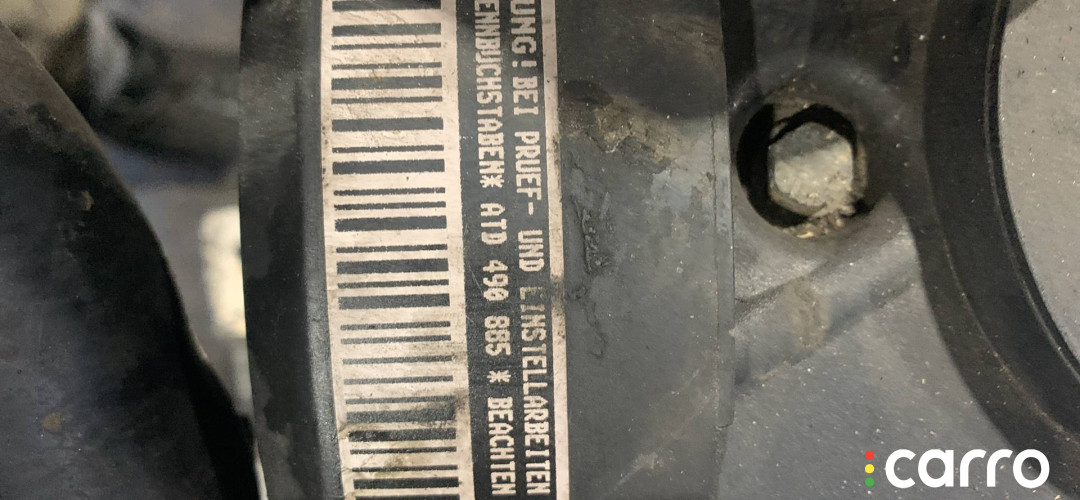 UNG! BEI PRUEF- UND EINSTELLARBEITEN
ENNBUCHSTABEN* ATD 490 885 * BEACHTEN
carro